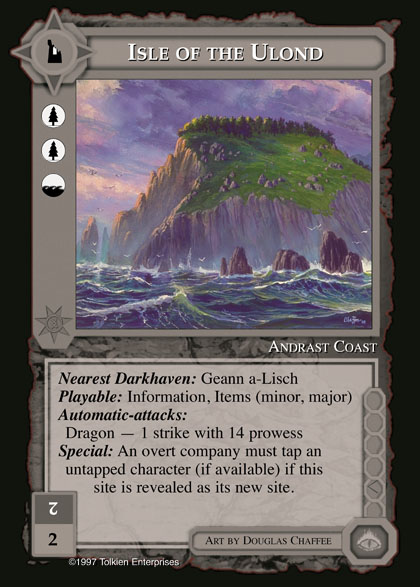 ISLE OF THE ULOND
ANDRAST COAST
Nearest Darkhaven: Geann a-Lisch
Playable: Information, Items (minor, major)
Automatic-attacks:
Dragon — 1 strike with 14 prowess
Special: An overt company must tap an
untapped character (if available) if this
site is revealed as its new site.
2
2
ART BY DOUGLAS CHAFFEE
©1997 Tolkien Enterprises